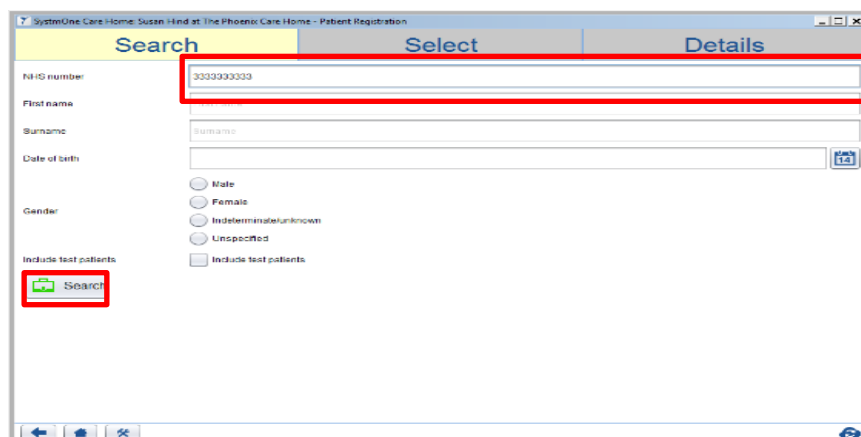 SystmOne Care Home: Susan Hind at The Phoenix Care Home - Patient Registration
Search Select Details
NHS number 3333333333
First name
Surname Surname
Date of birth 14
Gender
Male
Female
Indeterminate/unknown
Unspecified
Include test patients Include test patients
Search